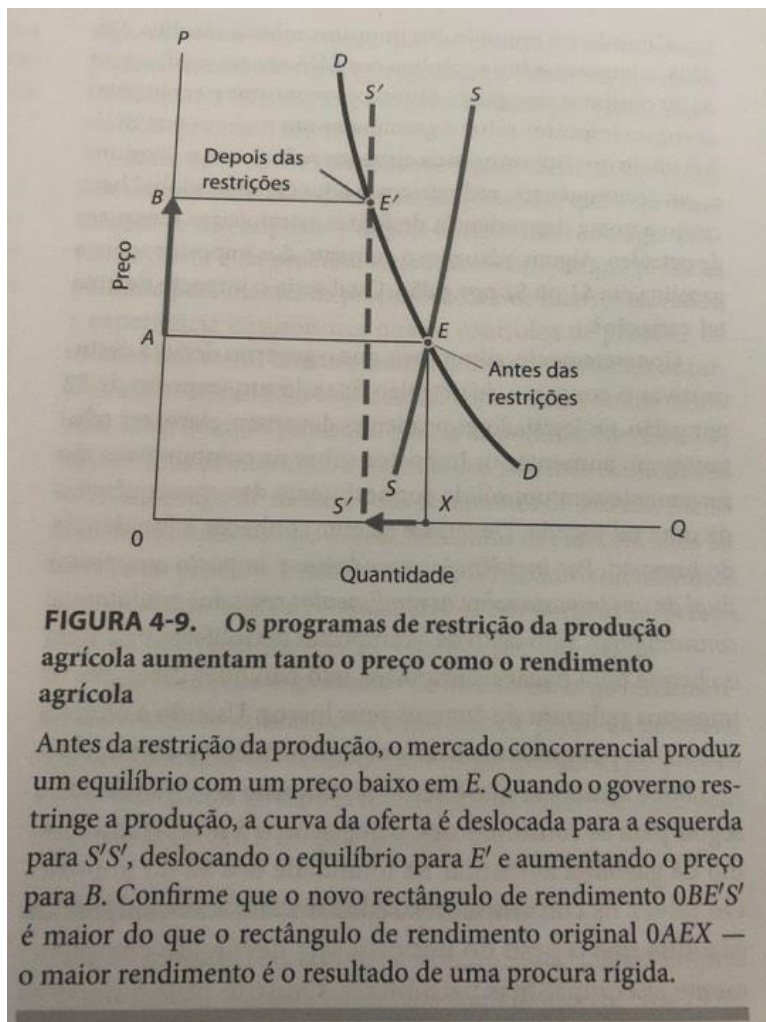 P
D
S′
S
Depois das
restrições
B
E′
Preço
A
E
Antes das
restrições
D
S
S′
X
0
Q
Quantidade
FIGURA 4-9. Os programas de restrição da produção
agrícola aumentam tanto o preço como o rendimento
agrícola
Antes da restrição da produção, o mercado concorrencial produz
um equilíbrio com um preço baixo em E. Quando o governo res-
tringe a produção, a curva da oferta é deslocada para a esquerda
para S′S′, deslocando o equilíbrio para E′ e aumentando o preço
para B. Confirme que o novo rectângulo de rendimento 0BE′S′
é maior do que o rectângulo de rendimento original 0AEX —
o maior rendimento é o resultado de uma procura rígida.